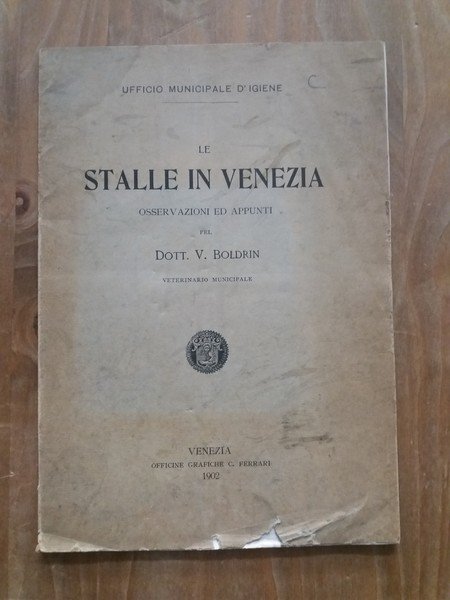 UFFICIO MUNICIPALE D'IGIENE
C
LE
STALLE IN VENEZIA
OSSERVAZIONI ED APPUNTI
PEL
DOTT. V. BOLDRIN
VETERINARIO MUNICIPALE
VENEZIA
OFFICINE GRAFICHE C. FERRARI
1902